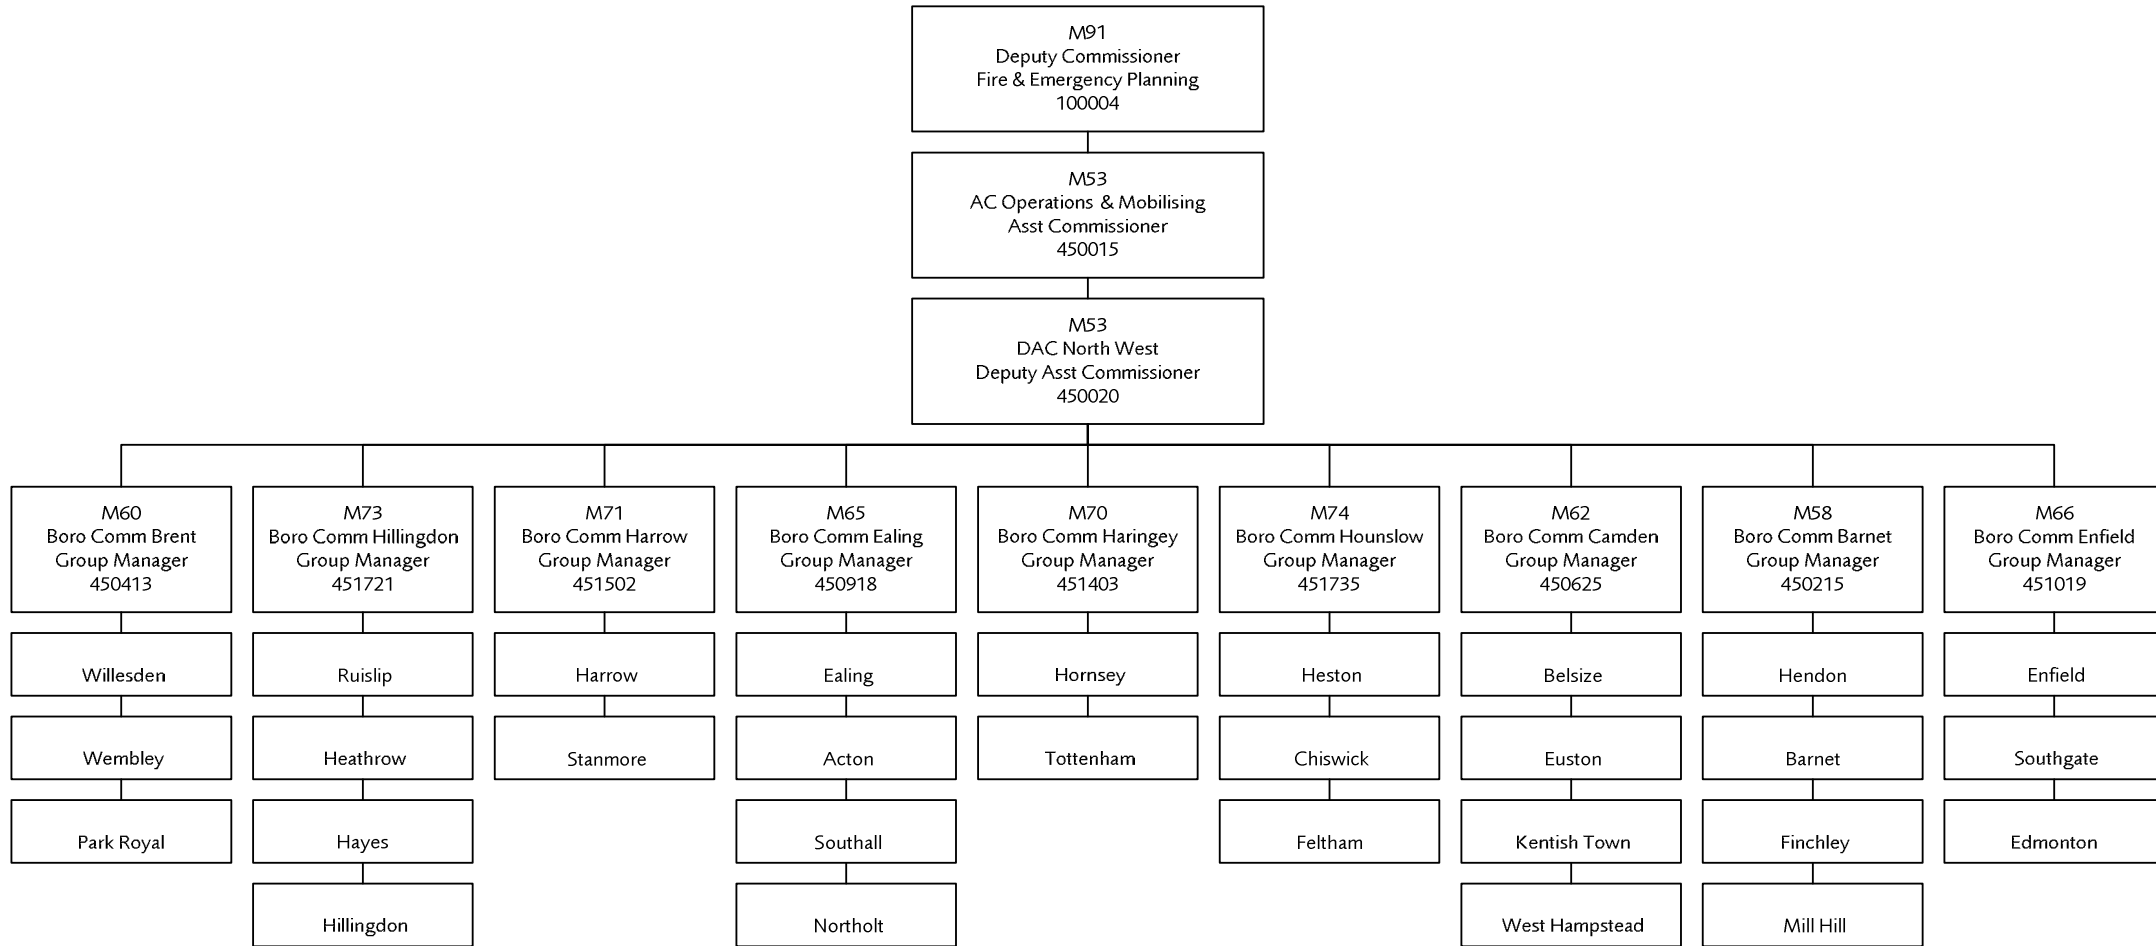 M91
Deputy Commissioner
Fire & Emergency Planning
100004
M53
AC Operations & Mobilising
Asst Commissioner
450015
M53
DAC North West
Deputy Asst Commissioner
450020
M60
Boro Comm Brent
Group Manager
450413
Willesden
Wembley
Park Royal
M73
Boro Comm Hillingdon
Group Manager
451721
Ruislip
Heathrow
Hayes
Hillingdon
M71
Boro Comm Harrow
Group Manager
451502
Harrow
Stanmore
M65
Boro Comm Ealing
Group Manager
450918
Ealing
Acton
Southall
Northolt
M70
Boro Comm Haringey
Group Manager
451403
Hornsey
Tottenham
M74
Boro Comm Hounslow
Group Manager
451735
Heston
Chiswick
Feltham
M62
Boro Comm Camden
Group Manager
450625
Belsize
Euston
Kentish Town
West Hampstead
M58
Boro Comm Barnet
Group Manager
450215
Hendon
Barnet
Finchley
Mill Hill
M66
Boro Comm Enfield
Group Manager
451019
Enfield
Southgate
Edmonton